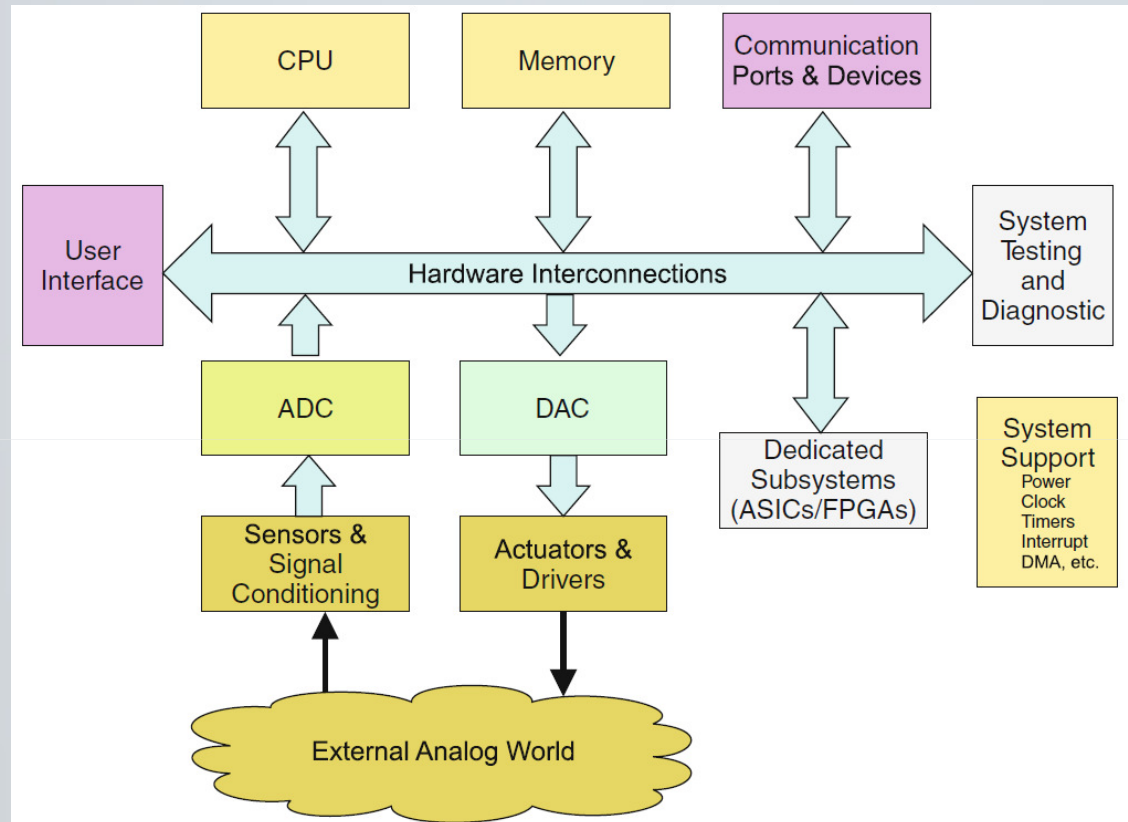 CPU
Memory
Communication
Ports & Devices
User
Interface
Hardware Interconnections
System
Testing
and
Diagnostic
ADC
DAC
Dedicated
Subsystems
(ASICs/FPGAs)
System
Support
Power
Clock
Timers
Interrupt
DMA, etc.
Sensors &
Signal
Conditioning
Actuators &
Drivers
External Analog World